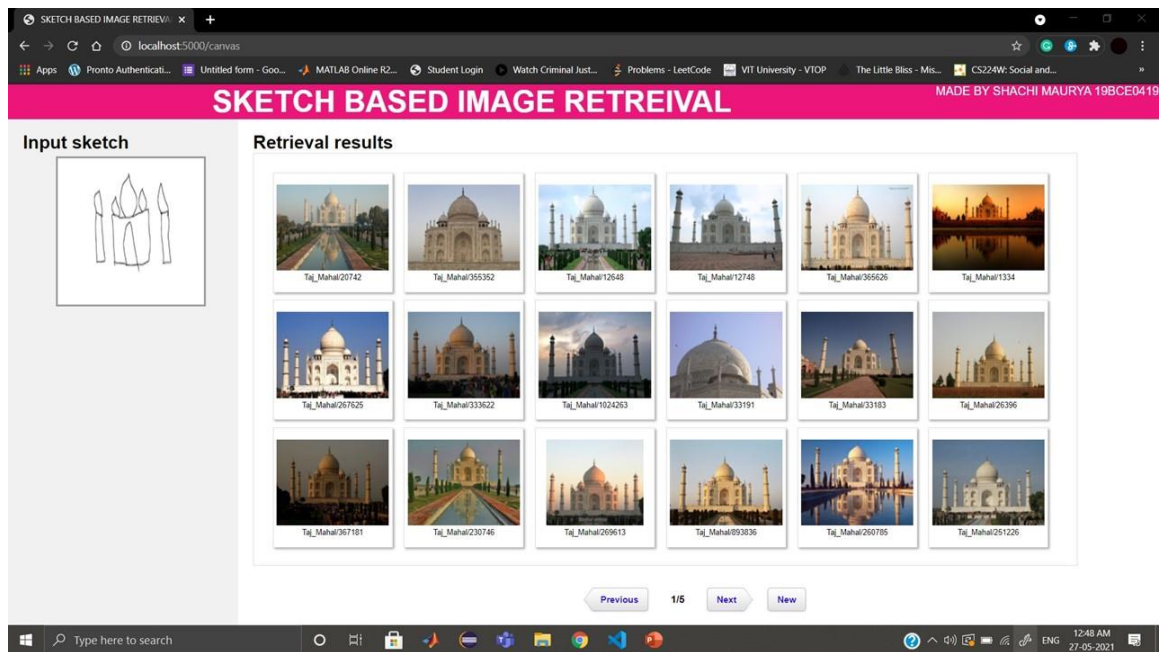 SKETCH BASED IMAGE RETRIEVA
localhost:5000/canvas
Apps Pronto Authenticati... Untitled form - Goo... MATLAB Online R2... Student Login Watch Criminal Just... Problems - LeetCode VIT University - VTOP The Little Bliss - Mis... CS224W: Social and... »
SKETCH BASED IMAGE RETREIVAL
MADE BY SHACHI MAURYA 19BCE0419
Input sketch
Retrieval results
Taj_Mahal/20742 Taj_Mahal/355352 Taj_Mahal/12648 Taj_Mahal/12748 Taj_Mahal/365626 Taj_Mahal/1334
Taj_Mahal/267625 Taj_Mahal/333622 Taj_Mahal/1024263 Taj_Mahal/33191 Taj_Mahal/33183 Taj_Mahal/26396
Taj_Mahal/367181 Taj_Mahal/230746 Taj_Mahal/269613 Taj_Mahal/893836 Taj_Mahal/260785 Taj_Mahal/251226
Previous 1/5 Next New
Type here to search
ENG
12:48 AM
27-05-2021